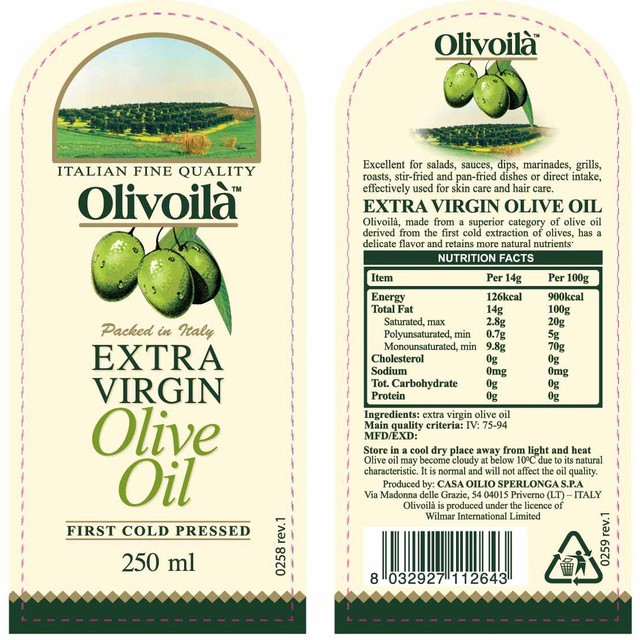 ITALIAN FINE QUALITY
Olivoilà™
Packed in Italy
EXTRA
VIRGIN
Olive
Oil
FIRST COLD PRESSED
250 ml
0258 rev.1
Olivoilà™
Excellent for salads, sauces, dips, marinades, grills,
roasts, stir-fried and pan-fried dishes or direct intake,
effectively used for skin care and hair care.
EXTRA VIRGIN OLIVE OIL
Olivoilà, made from a superior category of olive oil
derived from the first cold extraction of olives, has a
delicate flavor and retains more natural nutrients·
NUTRITION FACTS
Item Per 14g Per 100g
Energy 126kcal 900kcal
Total Fat 14g 100g
Saturated, max 2.8g 20g
Polyunsaturated, min 0.7g 5g
Monounsaturated, min 9.8g 70g
Cholesterol 0g 0g
Sodium 0mg 0mg
Tot. Carbohydrate 0g 0g
Protein 0g 0g
Ingredients: extra virgin olive oil
Main quality criteria: IV: 75-94
MFD/EXD:
Store in a cool dry place away from light and heat
Olive oil may become cloudy at below 10⁰C due to its natural
characteristic. It is normal and will not affect the oil quality.
Produced by: CASA OILIO SPERLONGA S.P.A
Via Madonna delle Grazie, 54 04015 Priverno (LT) – ITALY
Olivoilà is produced under the licence of
Wilmar International Limited
8 032927 112643
0259 rev.1